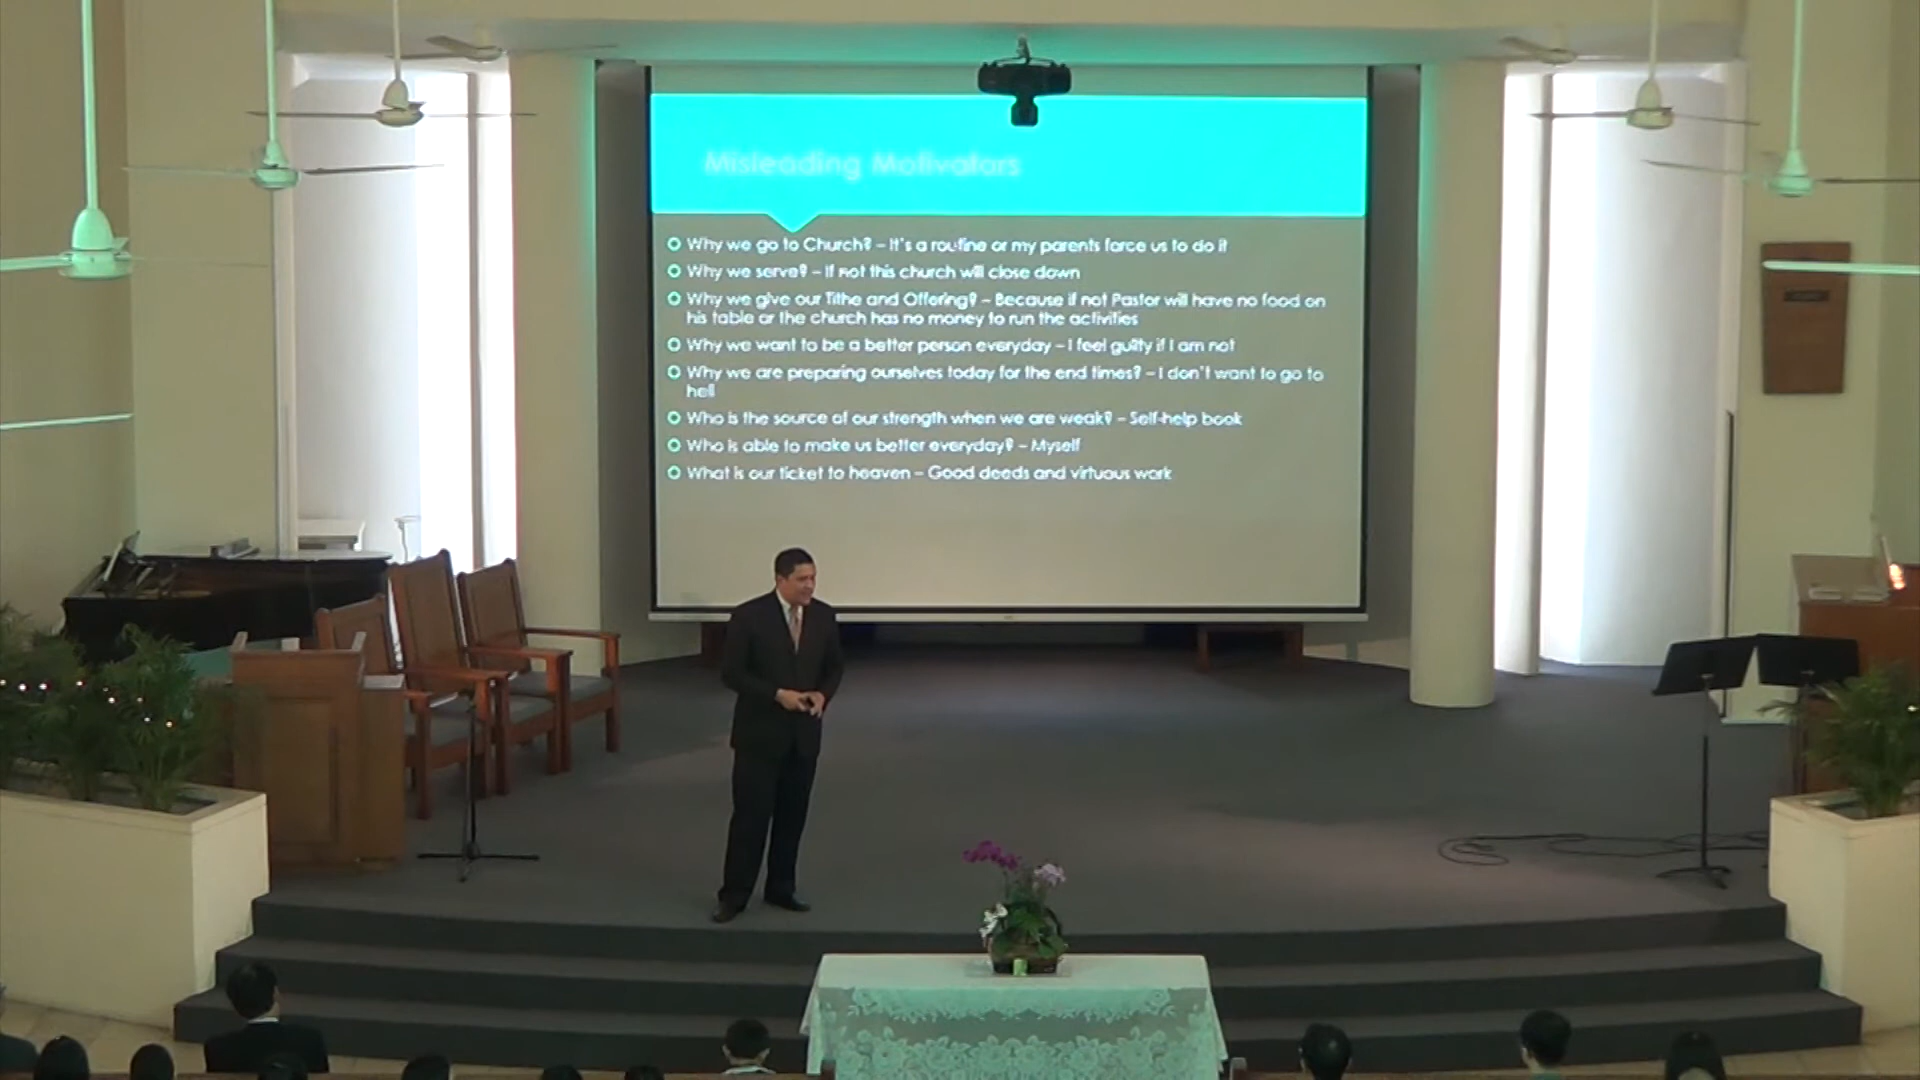 Misleading Motivators
Why we go to Church? – It's a routine or my parents force us to do it
Why we serve? – If not this church will close down
Why we give our Tithe and Offering? – Because if not Pastor will have no food on
his table or the church has no money to run the activities
Why we want to be a better person everyday – I feel guilty if I am not
Why we are preparing ourselves today for the end times? – I don't want to go to
hell
Who is the source of our strength when we are weak? – Self-help book
Who is able to make us better everyday? – Myself
What is our ticket to heaven – Good deeds and virtuous work